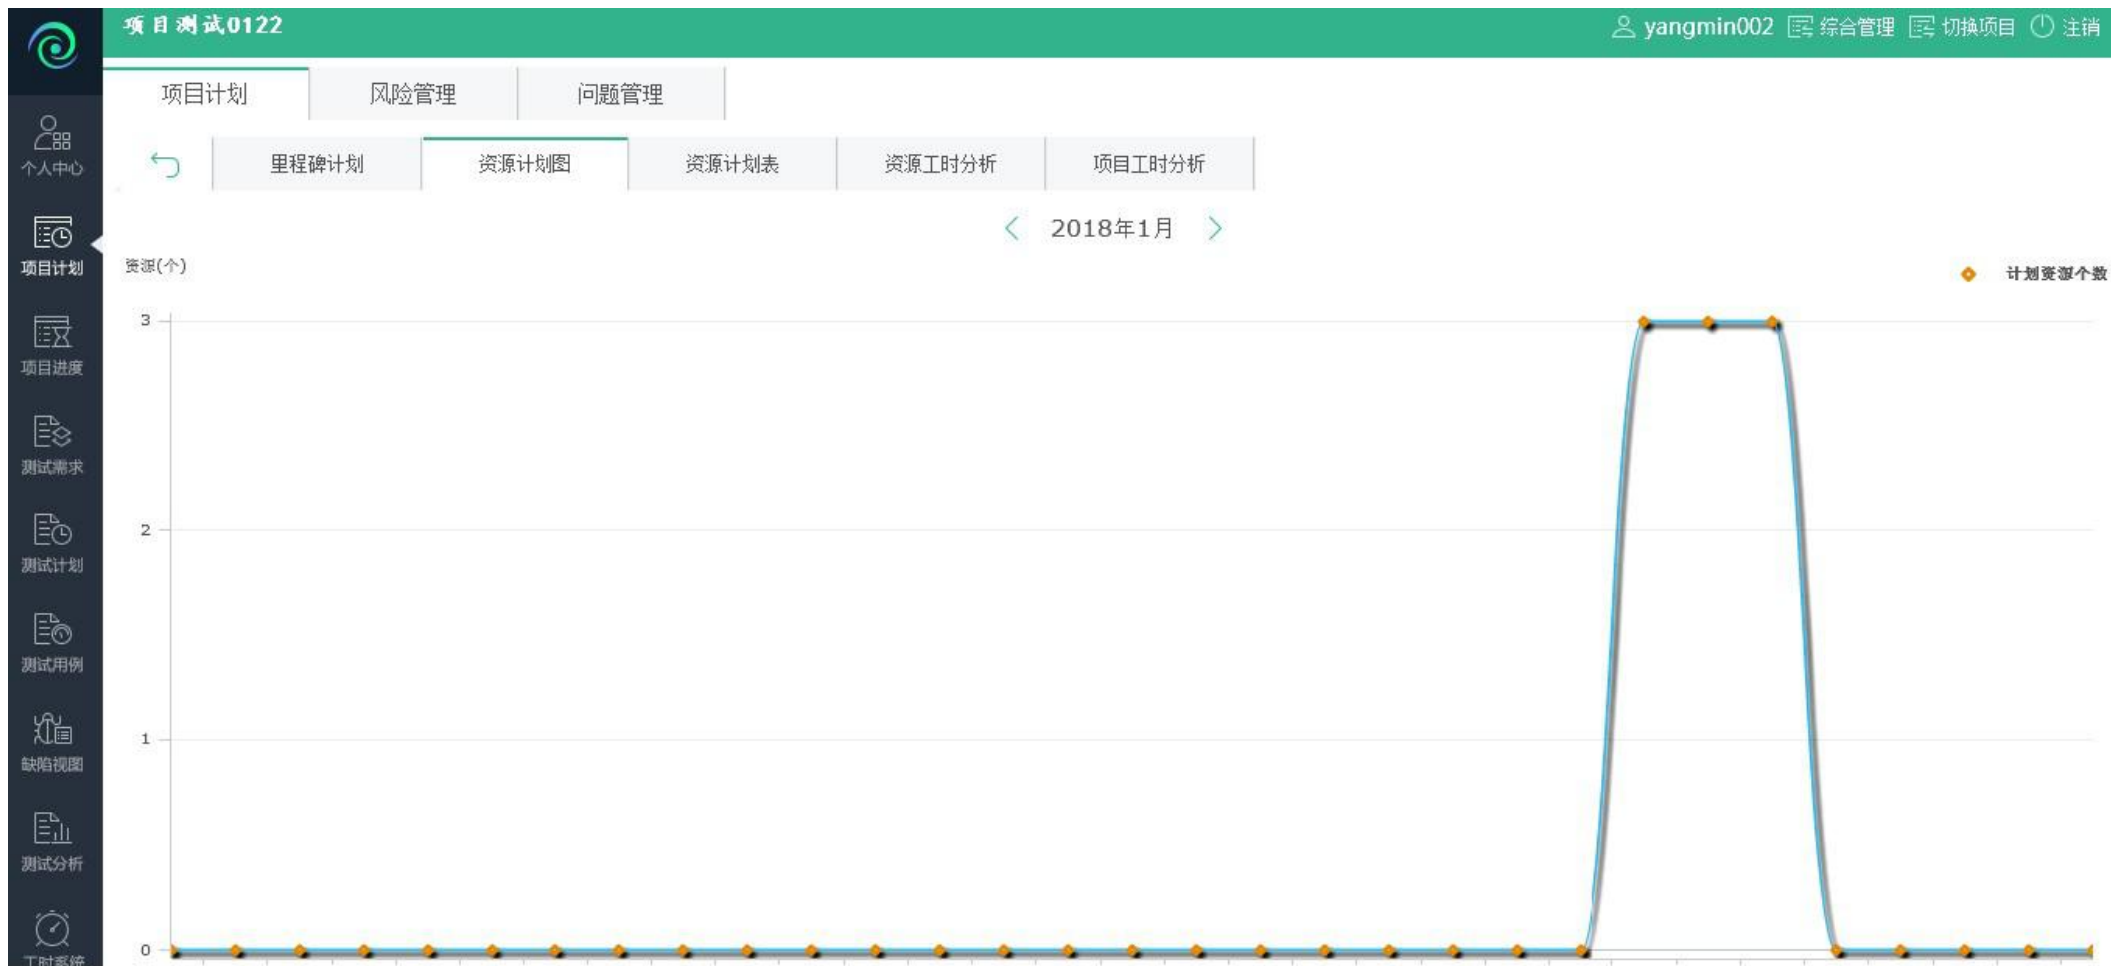 项目测试0122
yangmin002 综合管理 切换项目 注销
项目计划 风险管理 问题管理
里程碑计划 资源计划图 资源计划表 资源工时分析 项目工时分析
2018年1月
资源(个)
计划资源个数
3
2
1
0
个人中心
项目计划
项目进度
测试需求
测试计划
测试用例
缺陷视图
测试分析
工时系统